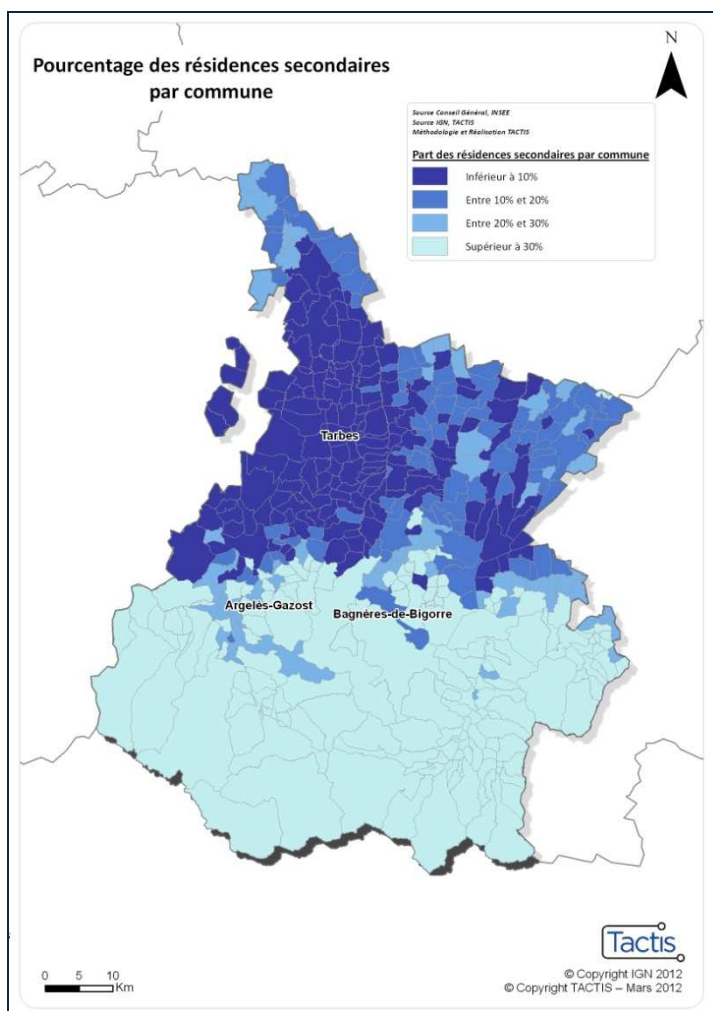 Pourcentage des résidences secondaires
par commune
N
Source Conseil Général, INSEE
Source IGN, TACTIS
Méthodologie et Réalisation TACTIS
Part des résidences secondaires par commune
Inférieur à 10%
Entre 10% et 20%
Entre 20% et 30%
Supérieur à 30%
Tarbes
Argelès-Gazost
Bagnères-de-Bigorre
Tactis
0 5 10
Km
© Copyright IGN 2012
© Copyright TACTIS – Mars 2012